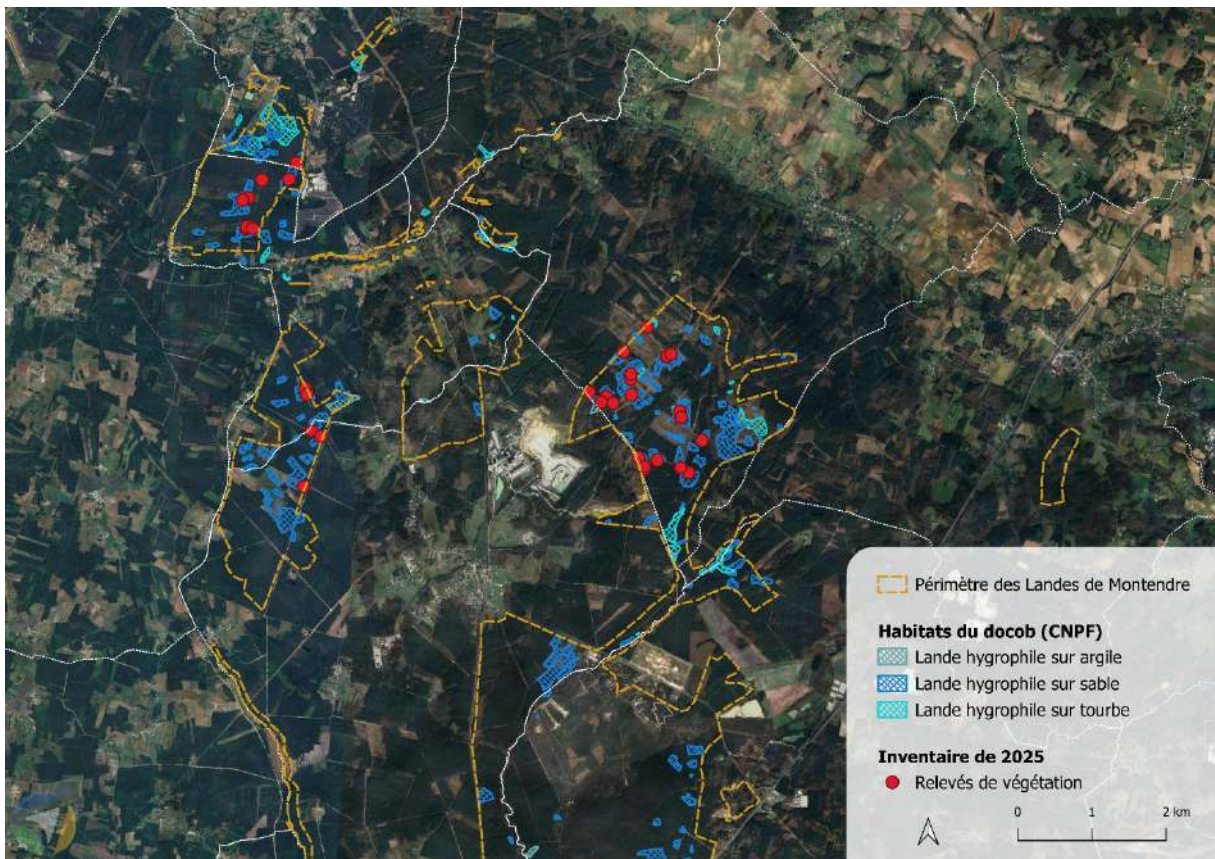 Périmètre des Landes de Montendre
Habitats du docob (CNPF)
Lande hygrophile sur argile
Lande hygrophile sur sable
Lande hygrophile sur tourbe
Inventaire de 2025
Relevés de végétation
0 1 2 km